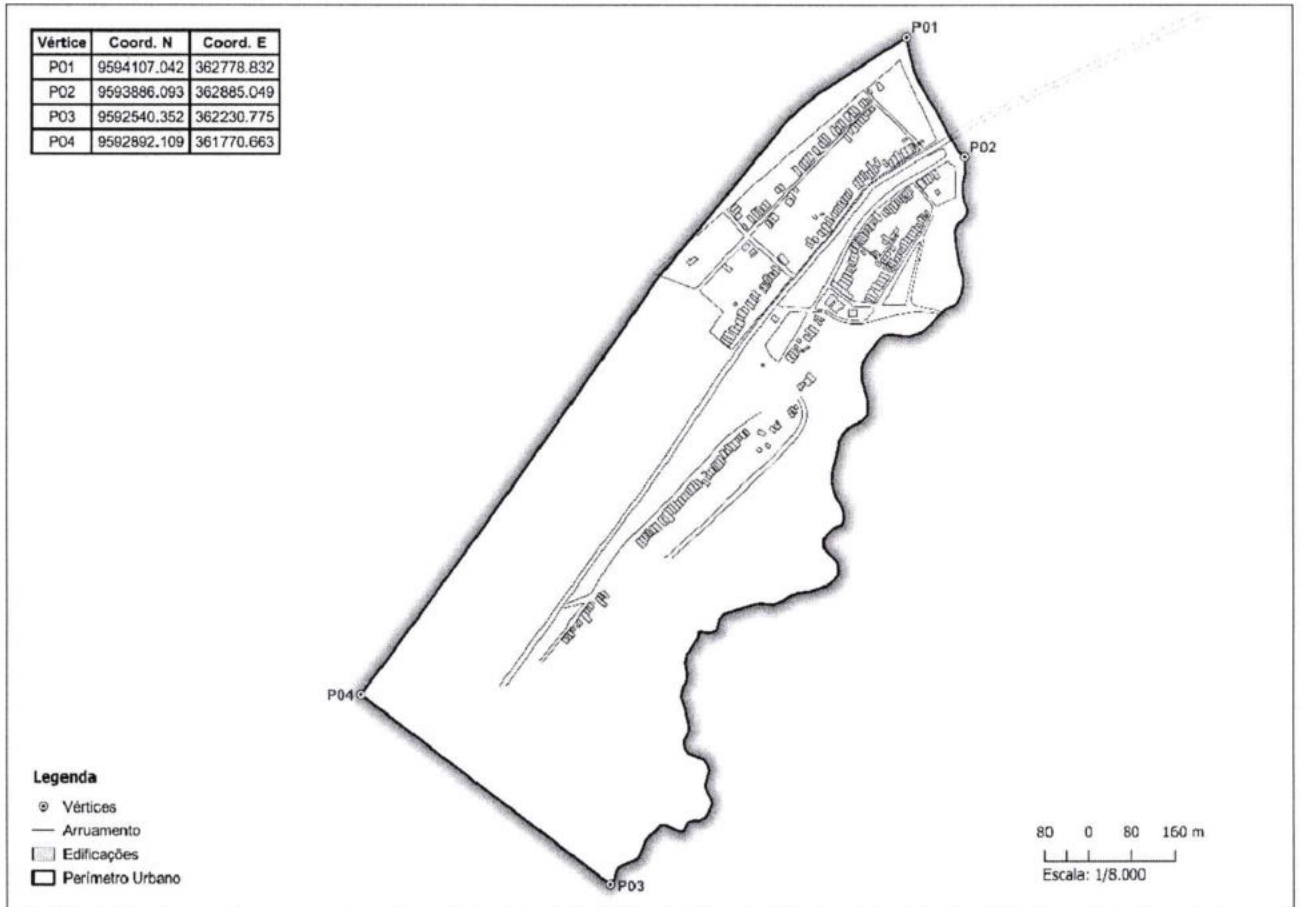 Vértice Coord. N Coord. E
P01 9594107.042 362778.832
P02 9593886.093 362885.049
P03 9592540.352 362230.775
P04 9592892.109 361770.663
P01
P02
P04
P03
Legenda
Vértices
Arruamento
Edificações
Perímetro Urbano
80 0 80 160 m
Escala: 1/8.000